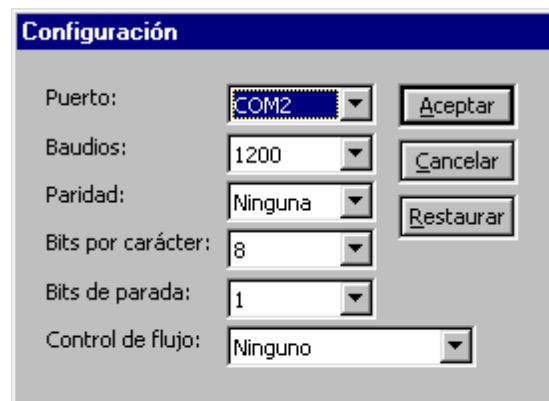 Configuración
Puerto: COM2 Aceptar
Baudios: 1200 Cancelar
Paridad: Ninguna Restaurar
Bits por carácter: 8
Bits de parada: 1
Control de flujo: Ninguno